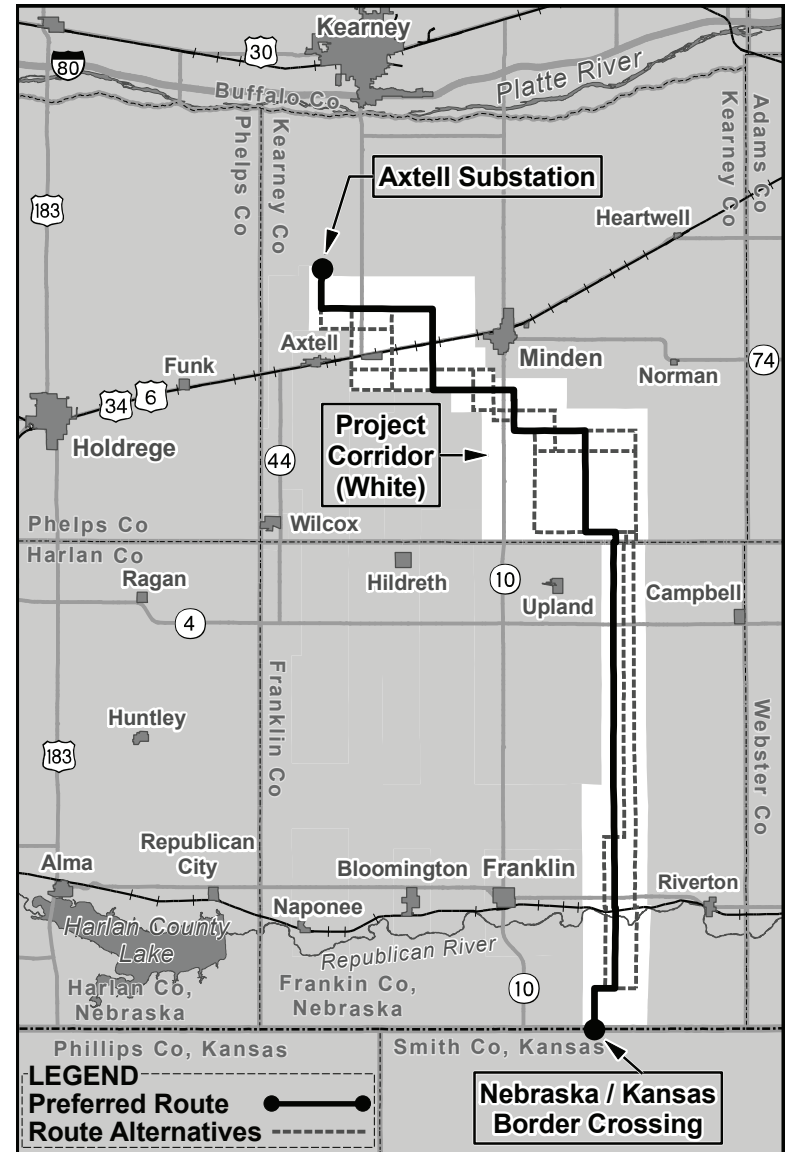 Kearney
30
80
Platte River
Buffalo Co
Phelps Co
Kearney Co
Kearney Co
Adams Co
183
Axtell Substation
Heartwell
Axtell
Minden
Funk
Norman
74
34
6
Holdrege
Project
Corridor
(White)
44
Phelps Co
Wilcox
Harlan Co
Ragan
Hildreth
10
Upland
Campbell
4
Franklin Co
Huntley
183
Webster Co
Republican
City
Alma
Bloomington
Franklin
Riverton
Naponee
Harlan County
Lake
Republican River
Harlan Co,
Nebraska
Frankin Co,
Nebraska
10
Phillips Co, Kansas
Smith Co, Kansas
LEGEND
Preferred Route
Route Alternatives
Nebraska / Kansas
Border Crossing